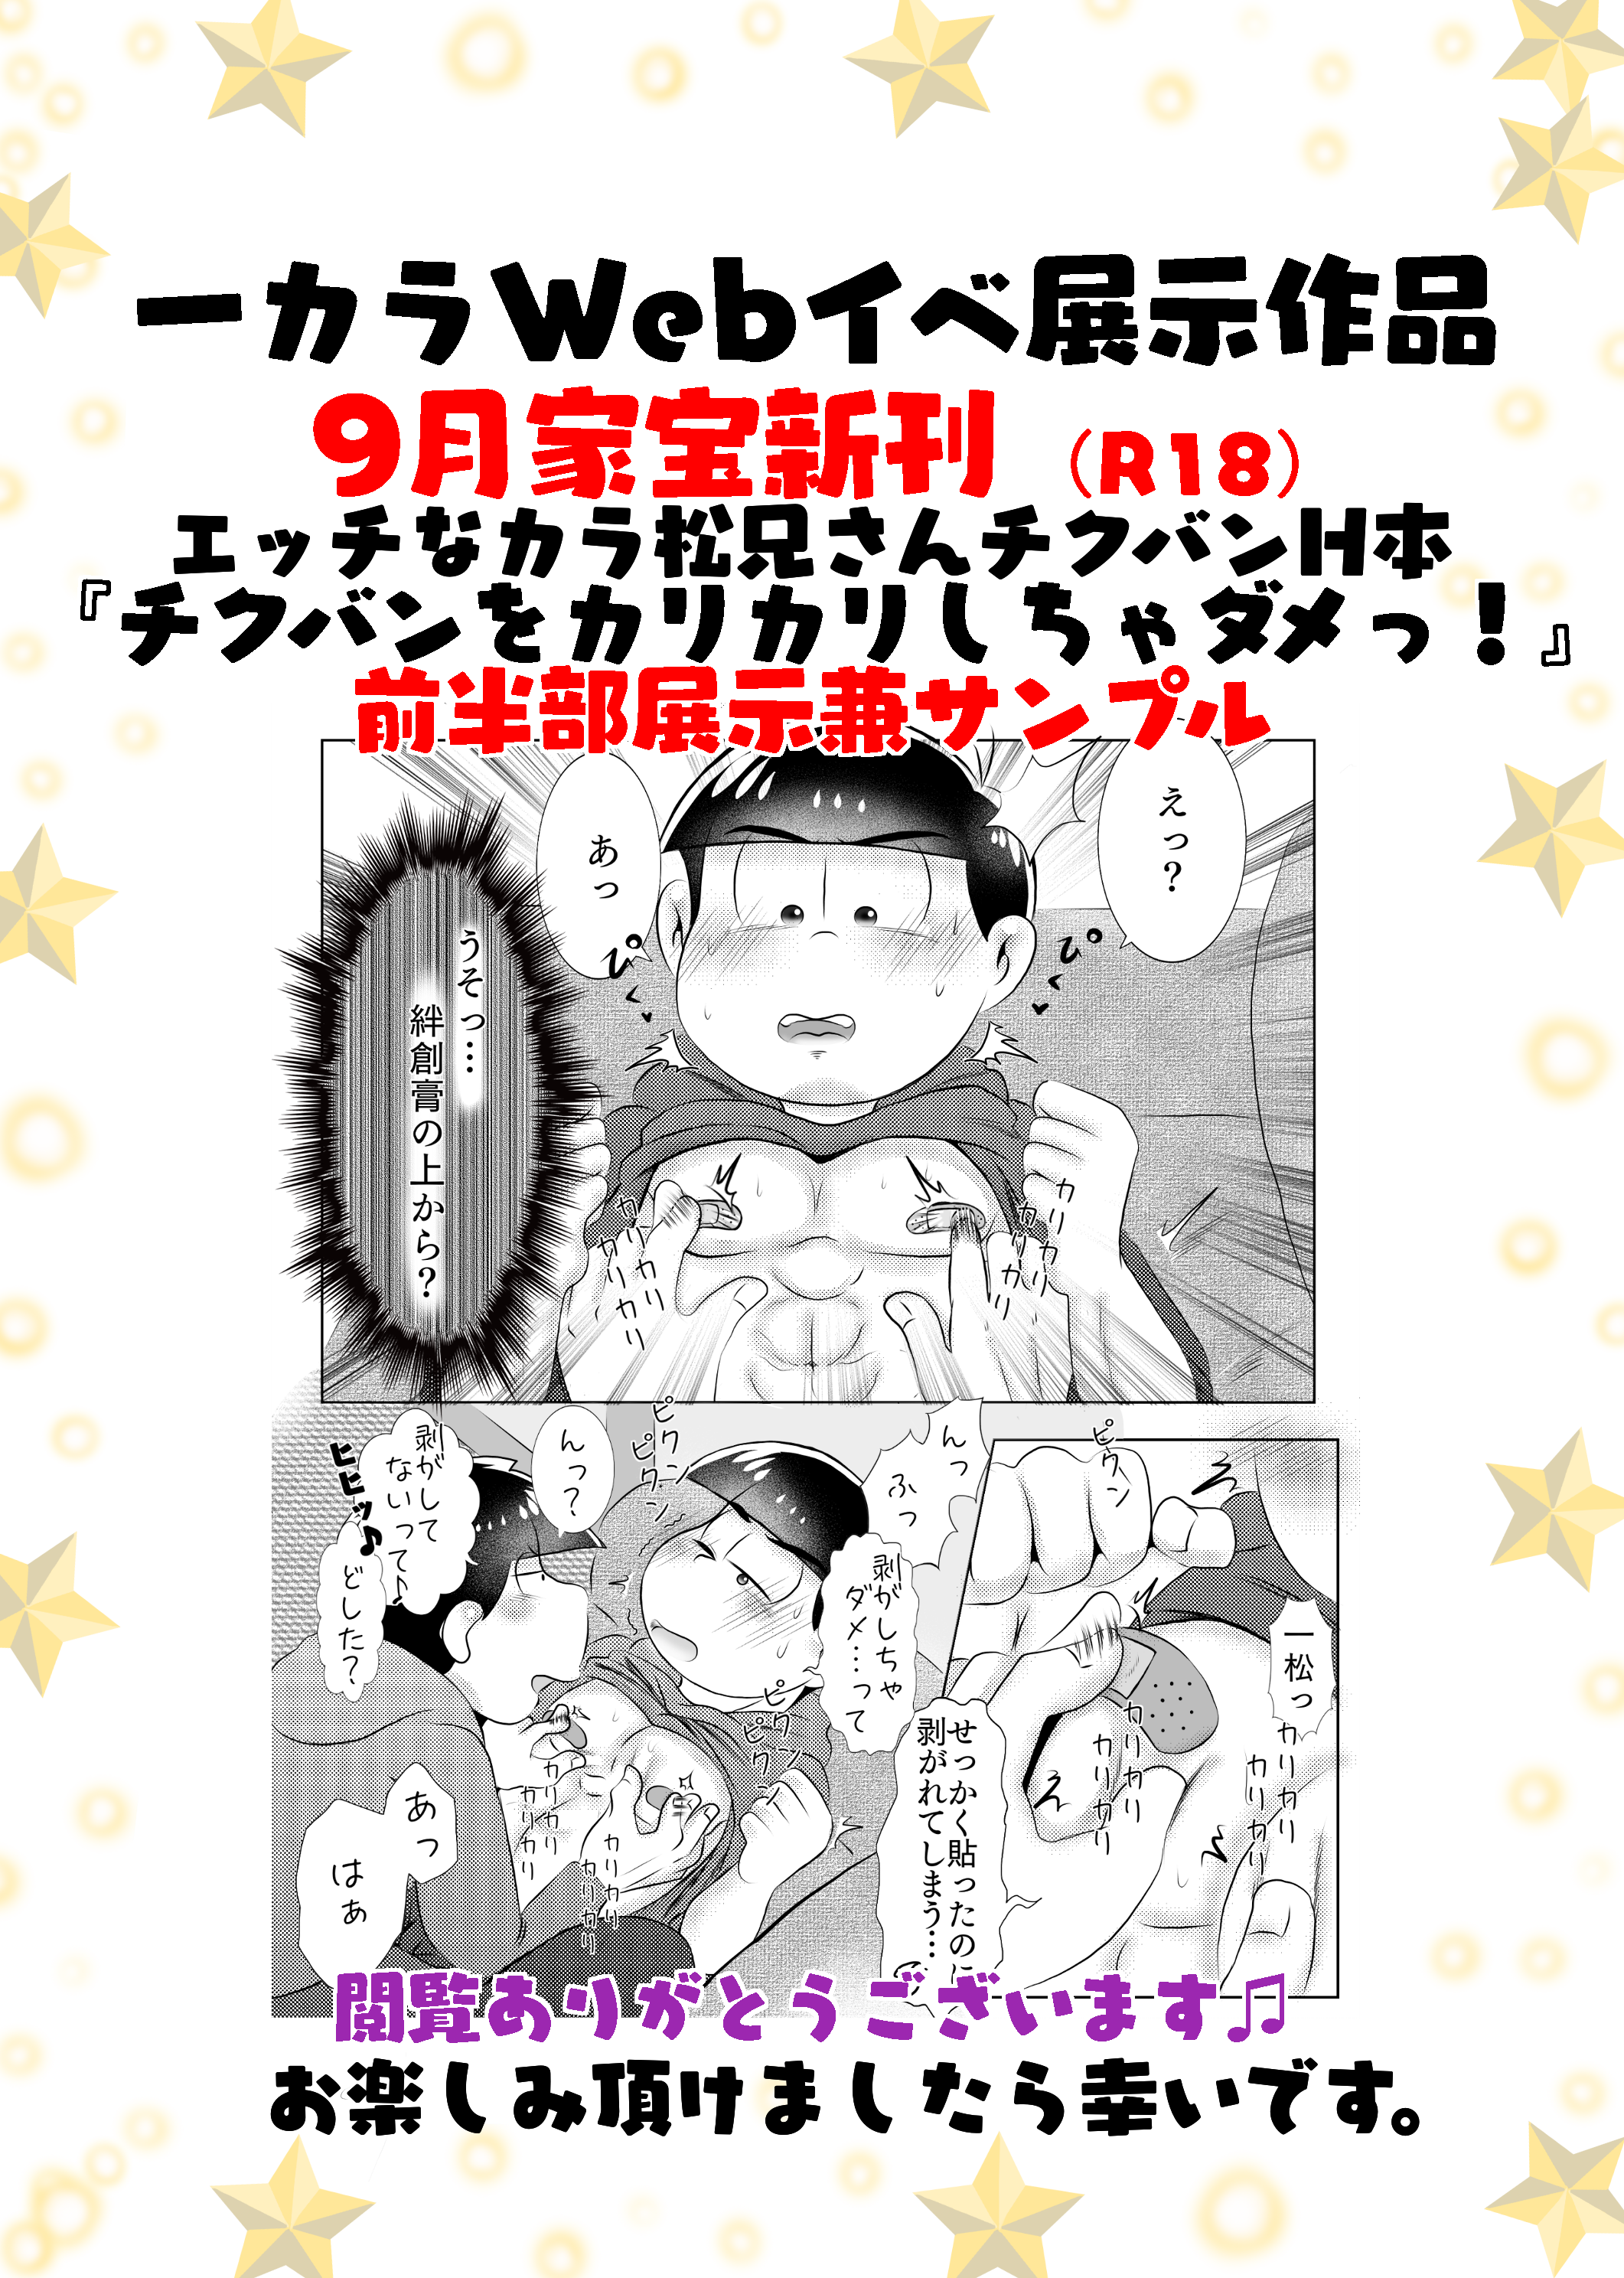 一カラWebイベ展示作品
9月家宝新刊（R18）
エッチなカラ松兄さんチクバンH本
『チクバンをカリカリしちゃダメっ！』
前半部展示兼サンプル
えっ？
あっ
ぴくっ
ぴくっ
うそっ…
絆創膏の上から？
カリカリ
カリカリ
カリカリ
カリカリ
カリ
ピクン
一松っ
カリカリ
カリカリ
カリカリ
カリカリ
せっかく貼ったのに
剥がれてしまう…
んっ
ふっ
剥がしちゃ
ダメ…って
ピクン
ピクン
んっ？
剥がして
ないって♪
ヒヒッ♪
どした？
ピクン
ピクン
カリカリ
カリカリ
カリカリ
カリカリ
あっ
はぁ
閲覧ありがとうございます♫
お楽しみ頂けましたら幸いです。